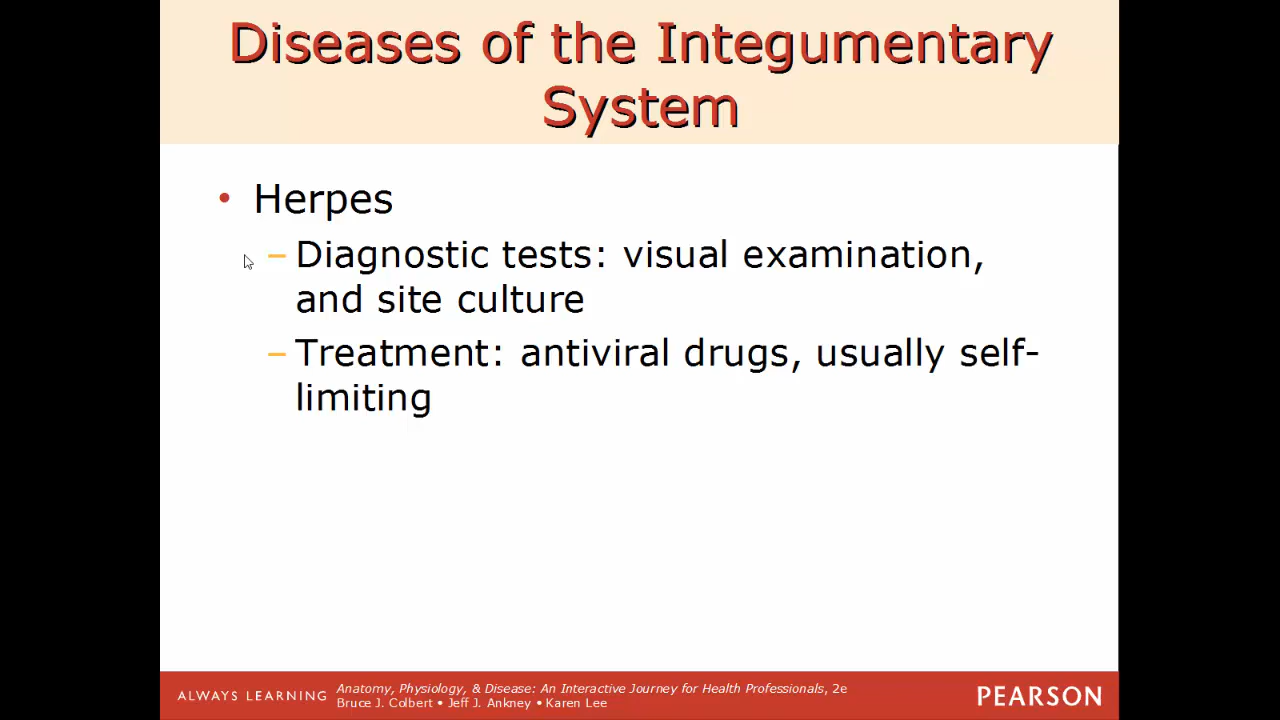 Diseases of the Integumentary
System
• Herpes
– Diagnostic tests: visual examination,
and site culture
– Treatment: antiviral drugs, usually self-
limiting
ALWAYS LEARNING
Anatomy, Physiology, & Disease: An Interactive Journey for Health Professionals, 2e
Bruce J. Colbert • Jeff J. Ankney • Karen Lee
PEARSON